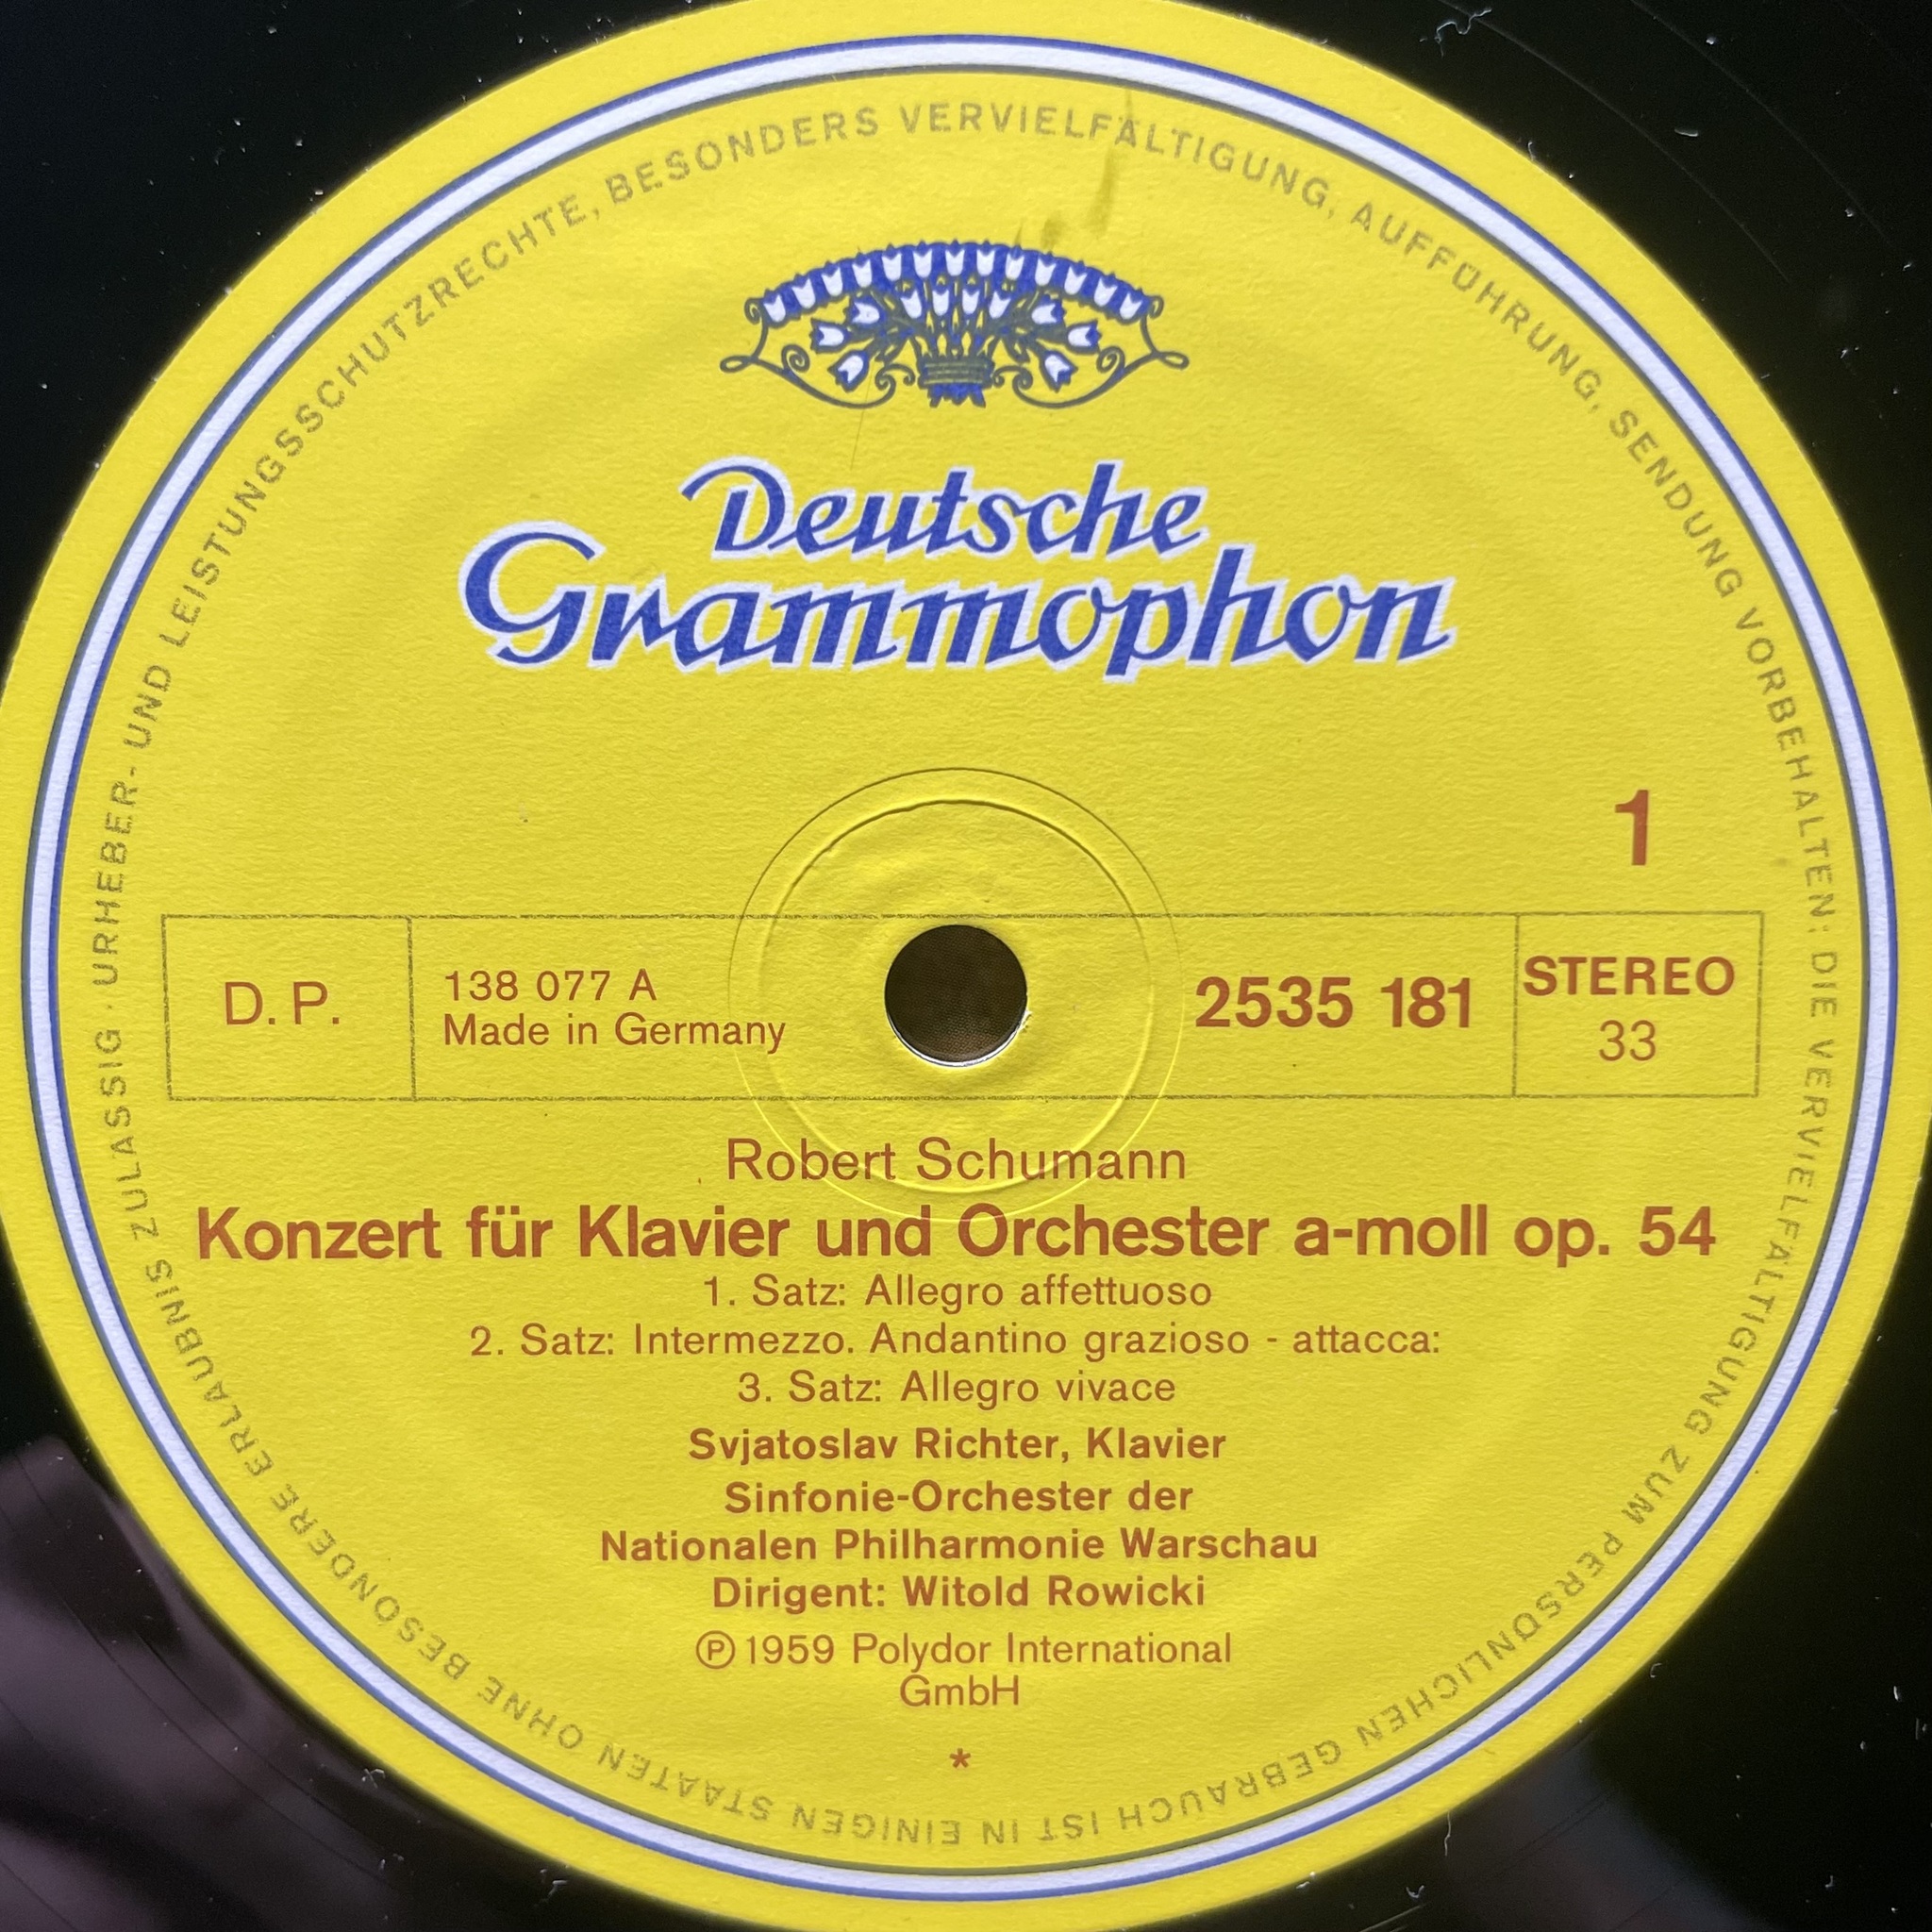 URHEBER- UND LEISTUNGSSCHUTZRECHTE, BESONDERS VERVIELFÄLTIGUNG, AUFFÜHRUNG, SENDUNG VORBEHALTEN: DIE VERVIELFÄLTIGUNG ZUM PERSÖNLICHEN GEBRAUCH IST IN EINIGEN STAATEN OHNE BESONDERE ERLAUBNIS ZULÄSSIG ·
Deutsche
Grammophon
1
D. P.
138 077 A
Made in Germany
2535 181
STEREO
33
Robert Schumann
Konzert für Klavier und Orchester a-moll op. 54
1. Satz: Allegro affettuoso
2. Satz: Intermezzo. Andantino grazioso - attacca:
3. Satz: Allegro vivace
Svjatoslav Richter, Klavier
Sinfonie-Orchester der
Nationalen Philharmonie Warschau
Dirigent: Witold Rowicki
℗ 1959 Polydor International
GmbH
*